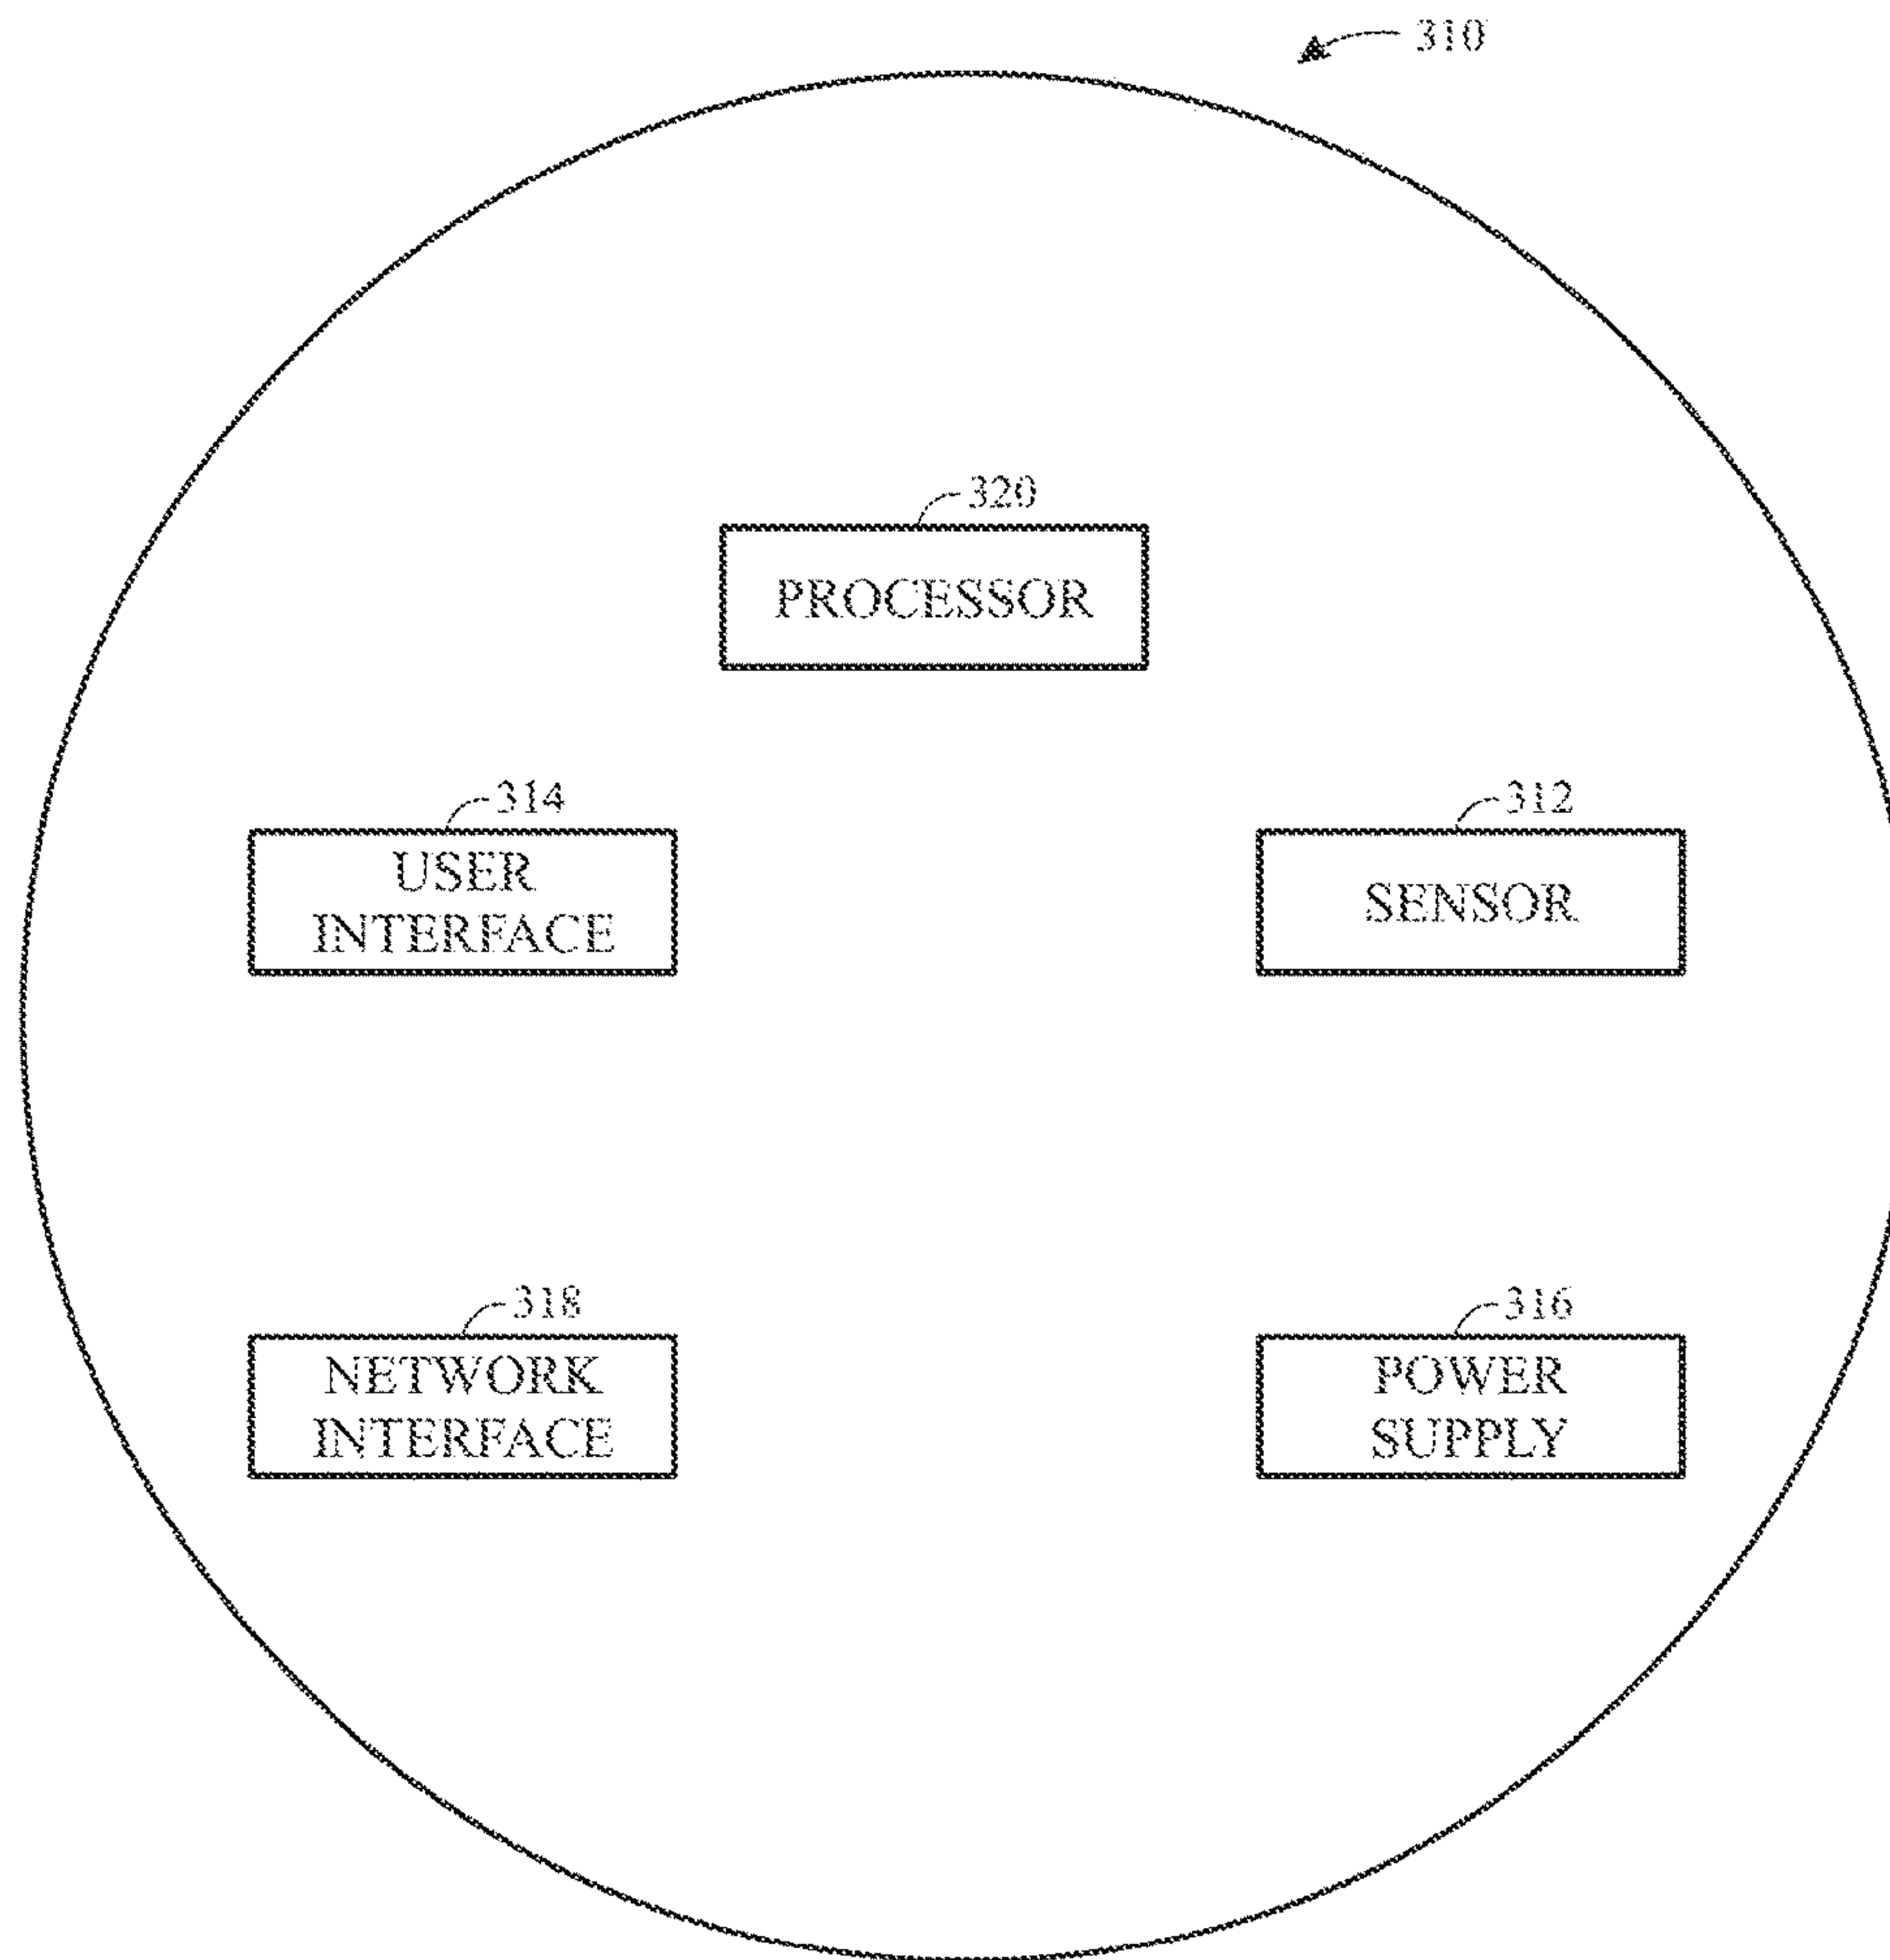 310
320
PROCESSOR
314
USER
INTERFACE
312
SENSOR
318
NETWORK
INTERFACE
316
POWER
SUPPLY